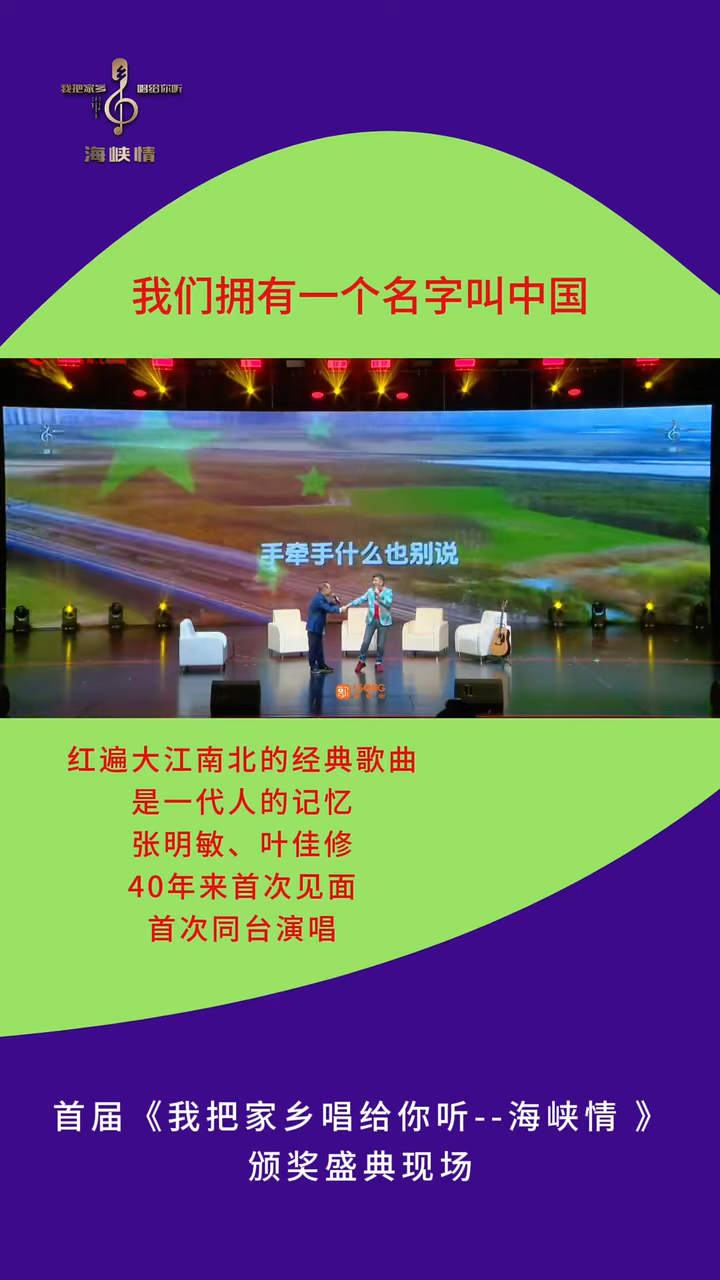 我把家乡 唱给你听
海峡情
我们拥有一个名字叫中国
手牵手什么也别说
红遍大江南北的经典歌曲
是一代人的记忆
张明敏、叶佳修
40年来首次见面
首次同台演唱
首届《我把家乡唱给你听--海峡情 》
颁奖盛典现场